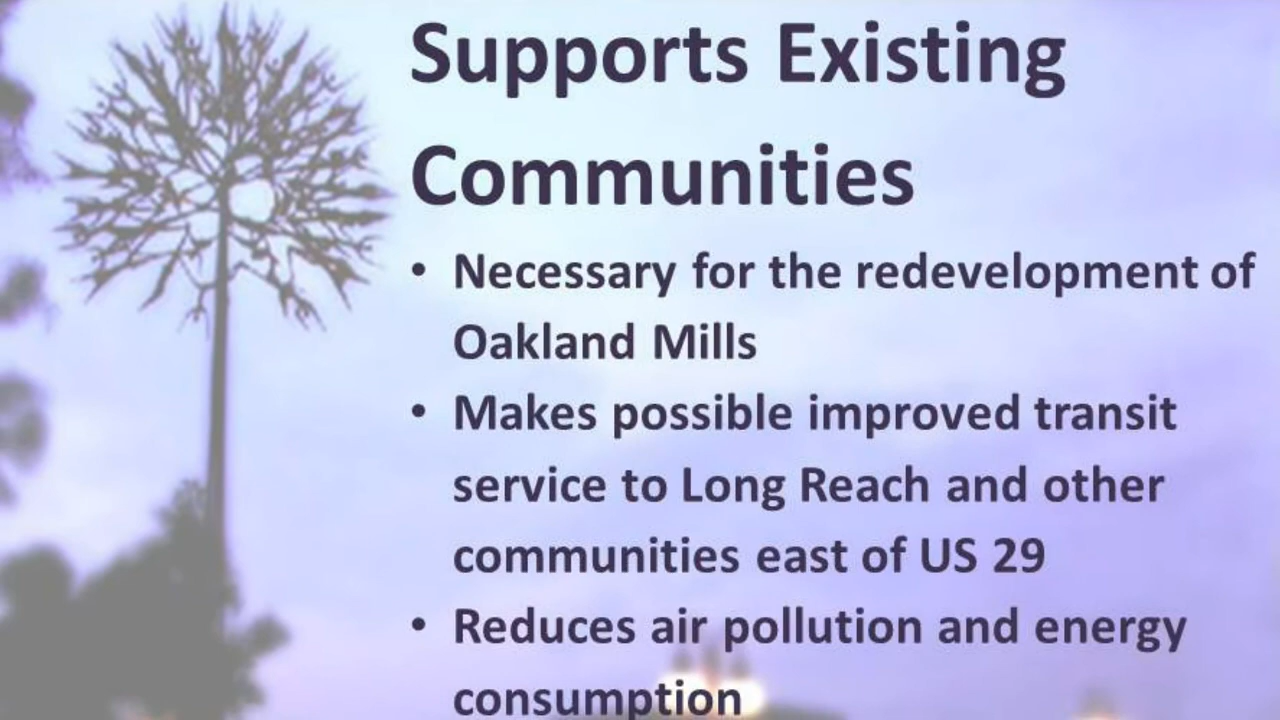 Supports Existing
Communities
• Necessary for the redevelopment of
Oakland Mills
• Makes possible improved transit
service to Long Reach and other
communities east of US 29
• Reduces air pollution and energy
consumption